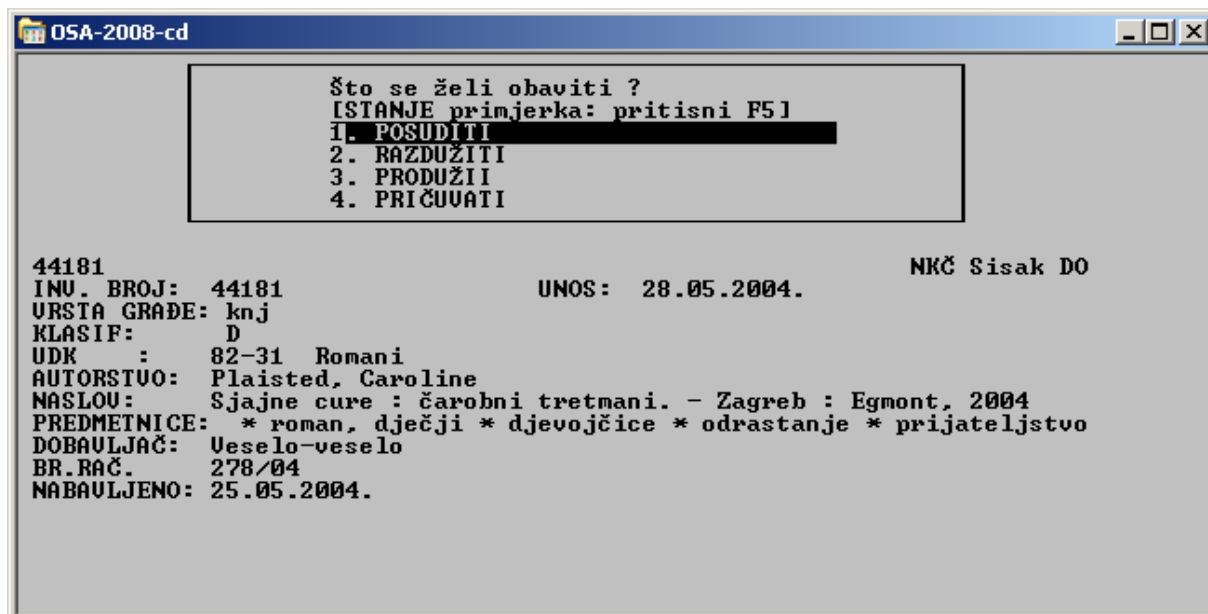 OSA-2008-cd
Što se želi obaviti ?
[STANJE primjerka: pritisni F5]
1. POSUDITI
2. RAZDUŽITI
3. PRODUŽII
4. PRIČUVATI
44181 NKČ Sisak DO
INV. BROJ: 44181 UNOS: 28.05.2004.
VRSTA GRAĐE: knj
KLASIF: D
UDK : 82-31 Romani
AUTORSTVO: Plaisted, Caroline
NASLOV: Sjajne cure : čarobni tretmani. - Zagreb : Egmont, 2004
PREDMETNICE: * roman, dječji * djevojčice * odrastanje * prijateljstvo
DOBAVLJAČ: Veselo-veselo
BR.RAČ. 278/04
NABAVLJENO: 25.05.2004.